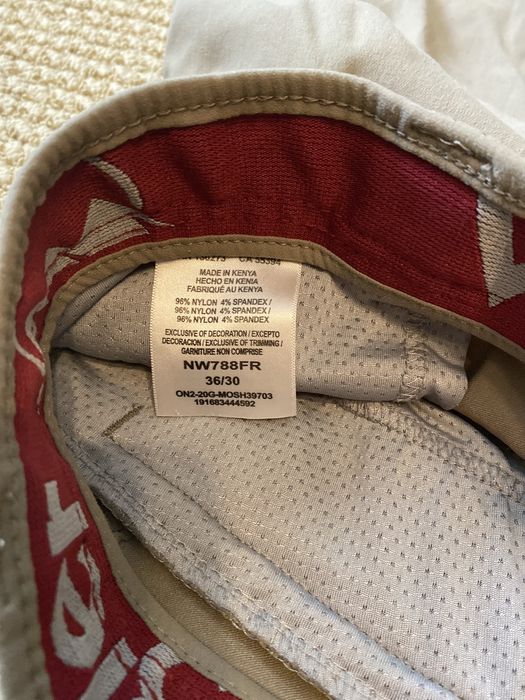 CA 55394
MADE IN KENYA
HECHO EN KENIA
FABRIQUÉ AU KENYA
96% NYLON 4% SPANDEX/
96% NYLON 4% SPANDEX/
96% NYLON 4% SPANDEX
EXCLUSIVE OF DECORATION / EXCEPTO
DECORACION / EXCLUSIVE OF TRIMMING /
GARNITURE NON COMPRISE
NW788FR
36/30
ON2-20G-MOSH39703
191683444592